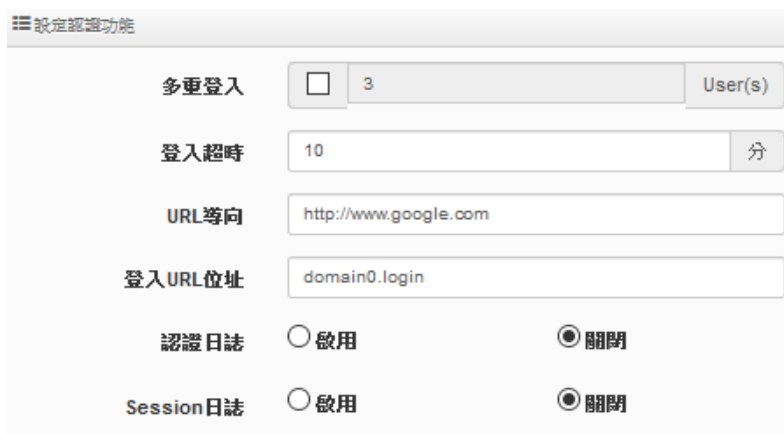 設定認證功能
多重登入 3 User(s)
登入超時 10 分
URL導向 http://www.google.com
登入URL位址 domain0.login
認證日誌 啟用 關閉
Session日誌 啟用 關閉